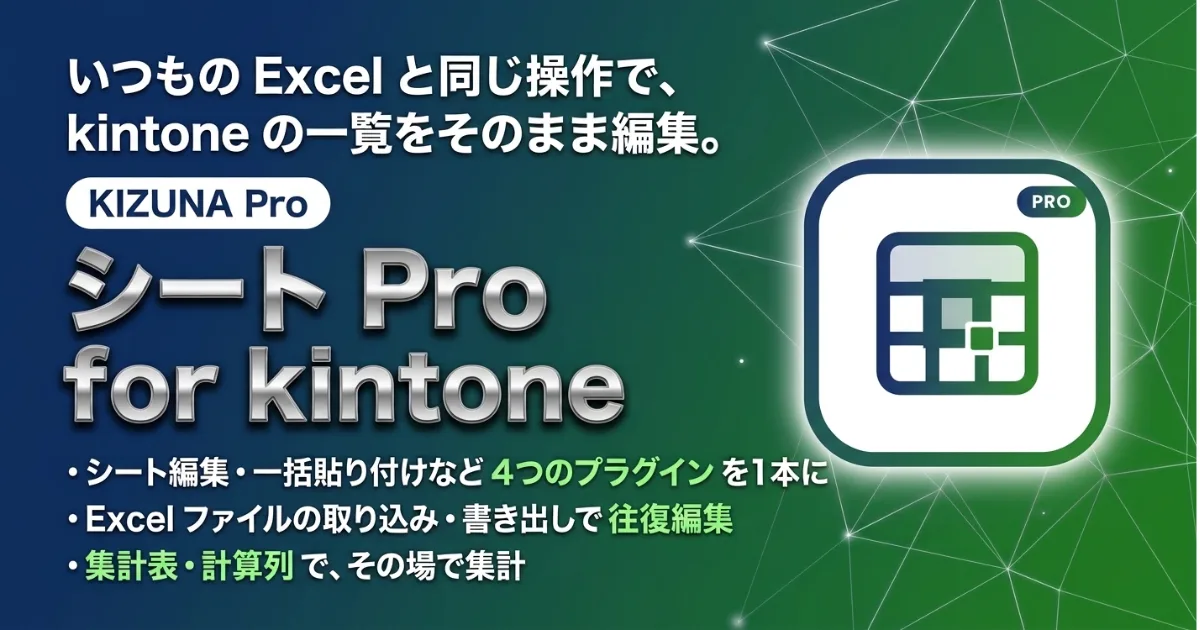 いつもの Excel と同じ操作で、
kintone の一覧をそのまま編集。
KIZUNA Pro
シート Pro
for kintone
・シート編集・一括貼り付けなど 4つのプラグイン を1本に
・Excel ファイルの取り込み・書き出しで 往復編集
・集計表・計算列 で、その場で集計
PRO